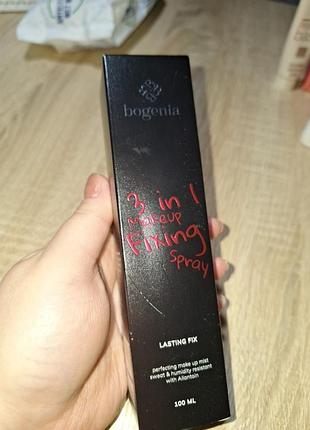 bogenia
3 in 1
Makeup
Fixing
Spray
LASTING FIX
perfecting make up mist
sweat & humidity resistant
with Allantoin
100 ML